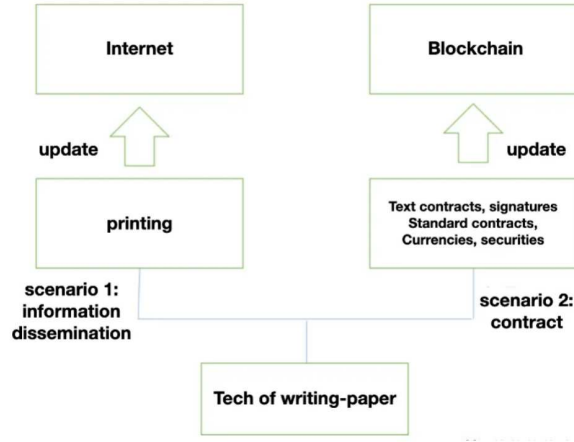 Internet
Blockchain
update
update
printing
Text contracts, signatures
Standard contracts,
Currencies, securities
scenario 1:
information
dissemination
scenario 2:
contract
Tech of writing-paper